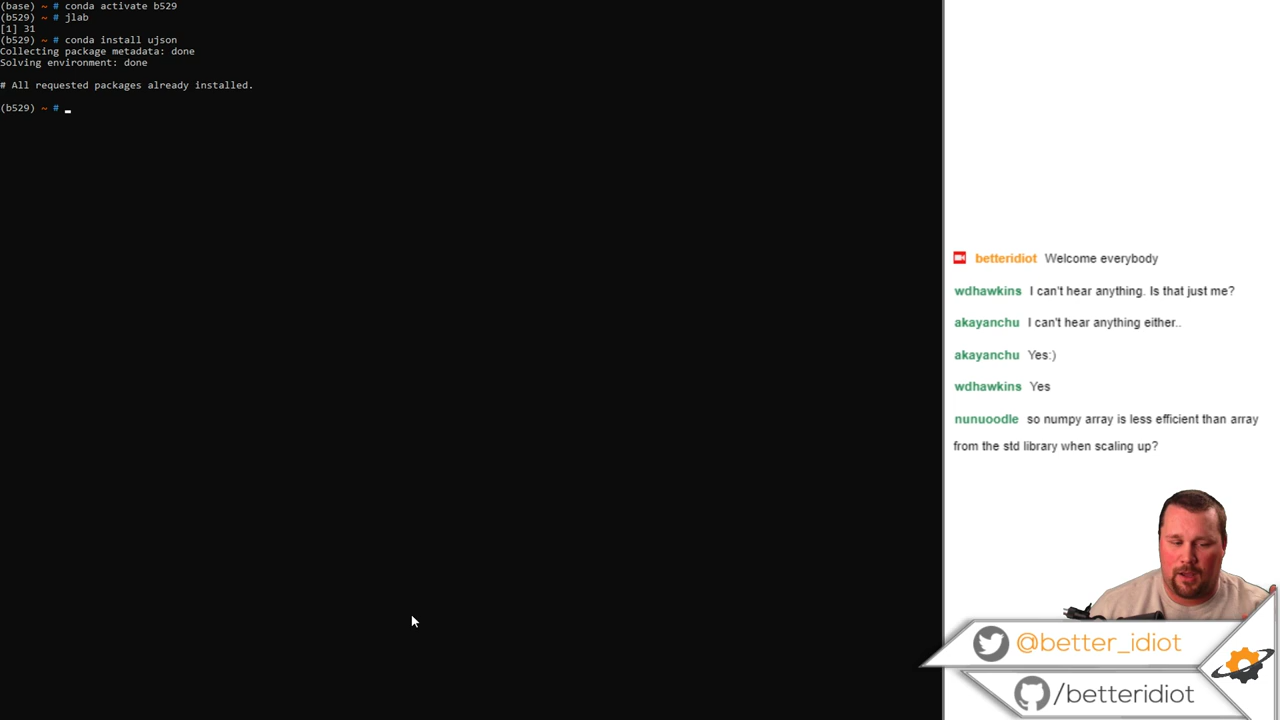 (base) ~ # conda activate b529
(b529) ~ # jlab
[1] 31
(b529) ~ # conda install ujson
Collecting package metadata: done
Solving environment: done
# All requested packages already installed.
(b529) ~ # _
betteridiot Welcome everybody
wdhawkins I can't hear anything. Is that just me?
akayanchu I can't hear anything either..
akayanchu Yes:)
wdhawkins Yes
nunuoodle so numpy array is less efficient than array
from the std library when scaling up?
@better_idiot
/betteridiot